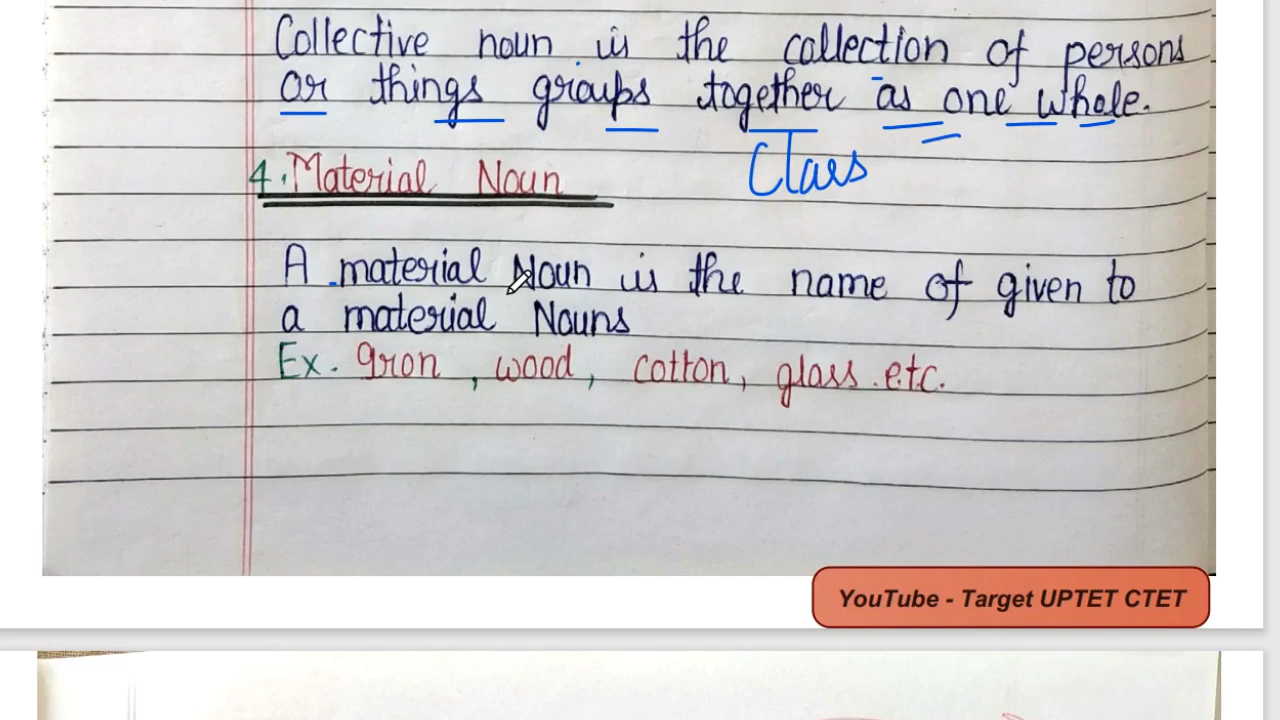 Collective noun is the collection of persons
or things groups together as one whole.
Class
4. Material Noun
A material Noun is the name of given to
a material Nouns
Ex. Iron, wood, cotton, glass. etc.
YouTube - Target UPTET CTET